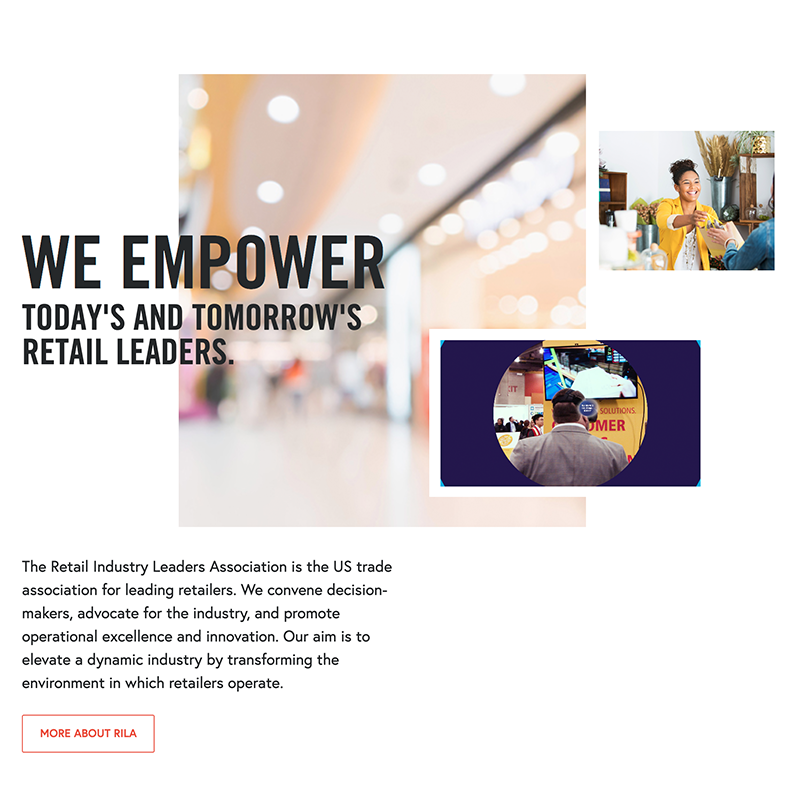 WE EMPOWER
TODAY'S AND TOMORROW'S
RETAIL LEADERS.
SOLUTIONS.
The Retail Industry Leaders Association is the US trade
association for leading retailers. We convene decision-
makers, advocate for the industry, and promote
operational excellence and innovation. Our aim is to
elevate a dynamic industry by transforming the
environment in which retailers operate.
MORE ABOUT RILA